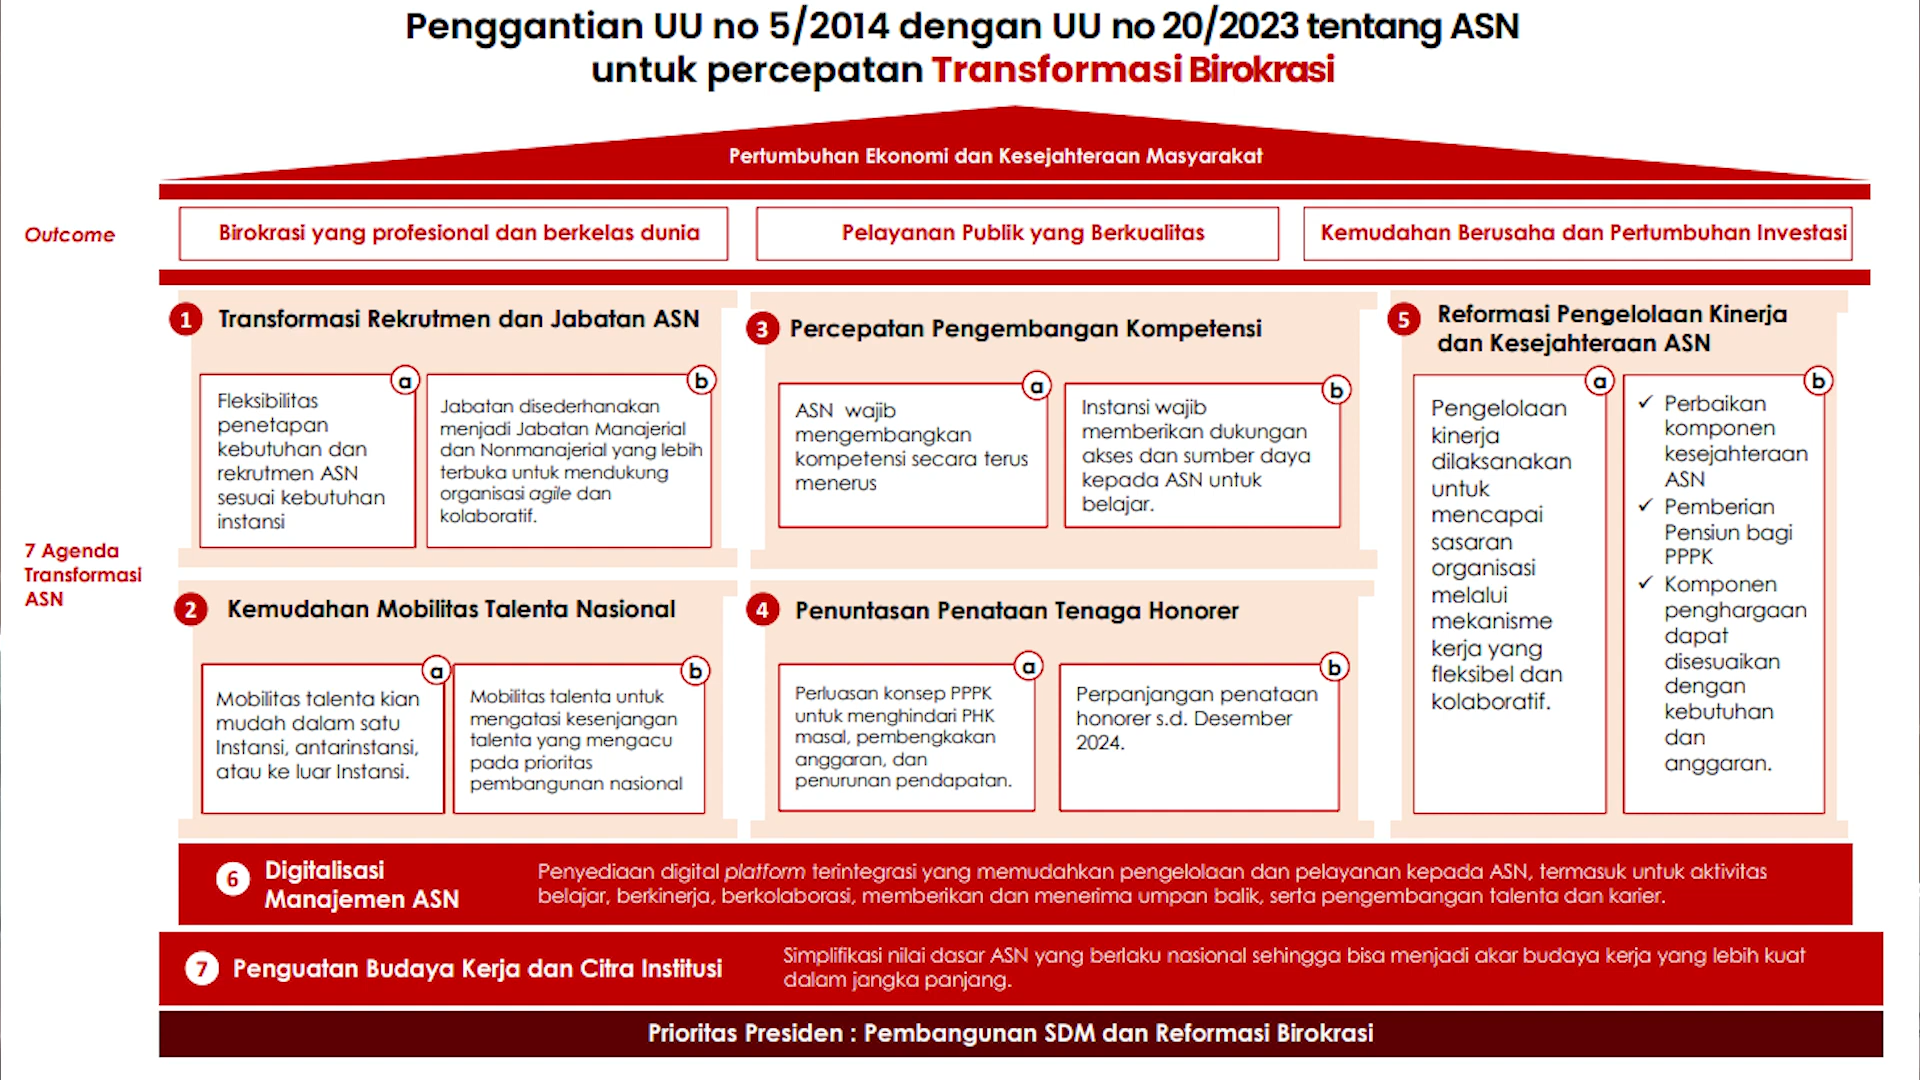 Penggantian UU no 5/2014 dengan UU no 20/2023 tentang ASN
untuk percepatan Transformasi Birokrasi
Pertumbuhan Ekonomi dan Kesejahteraan Masyarakat
Outcome
Birokrasi yang profesional dan berkelas dunia
Pelayanan Publik yang Berkualitas
Kemudahan Berusaha dan Pertumbuhan Investasi
7 Agenda
Transformasi
ASN
1 Transformasi Rekrutmen dan Jabatan ASN
a
Fleksibilitas
penetapan
kebutuhan dan
rekrutmen ASN
sesuai kebutuhan
instansi
b
Jabatan disederhanakan
menjadi Jabatan Manajerial
dan Nonmanajerial yang lebih
terbuka untuk mendukung
organisasi agile dan
kolaboratif.
2 Kemudahan Mobilitas Talenta Nasional
a
Mobilitas talenta kian
mudah dalam satu
Instansi, antarinstansi,
atau ke luar Instansi.
b
Mobilitas talenta untuk
mengatasi kesenjangan
talenta yang mengacu
pada prioritas
pembangunan nasional
3 Percepatan Pengembangan Kompetensi
a
ASN wajib
mengembangkan
kompetensi secara terus
menerus
b
Instansi wajib
memberikan dukungan
akses dan sumber daya
kepada ASN untuk
belajar.
4 Penuntasan Penataan Tenaga Honorer
a
Perluasan konsep PPPK
untuk menghindari PHK
masal, pembengkakan
anggaran, dan
penurunan pendapatan.
b
Perpanjangan penataan
honorer s.d. Desember
2024.
5 Reformasi Pengelolaan Kinerja
dan Kesejahteraan ASN
a
Pengelolaan
kinerja
dilaksanakan
untuk
mencapai
sasaran
organisasi
melalui
mekanisme
kerja yang
fleksibel dan
kolaboratif.
b
✓ Perbaikan
komponen
kesejahteraan
ASN
✓ Pemberian
Pensiun bagi
PPPK
✓ Komponen
penghargaan
dapat
disesuaikan
dengan
kebutuhan
dan
anggaran.
6 Digitalisasi
Manajemen ASN
Penyediaan digital platform terintegrasi yang memudahkan pengelolaan dan pelayanan kepada ASN, termasuk untuk aktivitas
belajar, berkinerja, berkolaborasi, memberikan dan menerima umpan balik, serta pengembangan talenta dan karier.
7 Penguatan Budaya Kerja dan Citra Institusi
Simplifikasi nilai dasar ASN yang berlaku nasional sehingga bisa menjadi akar budaya kerja yang lebih kuat
dalam jangka panjang.
Prioritas Presiden : Pembangunan SDM dan Reformasi Birokrasi